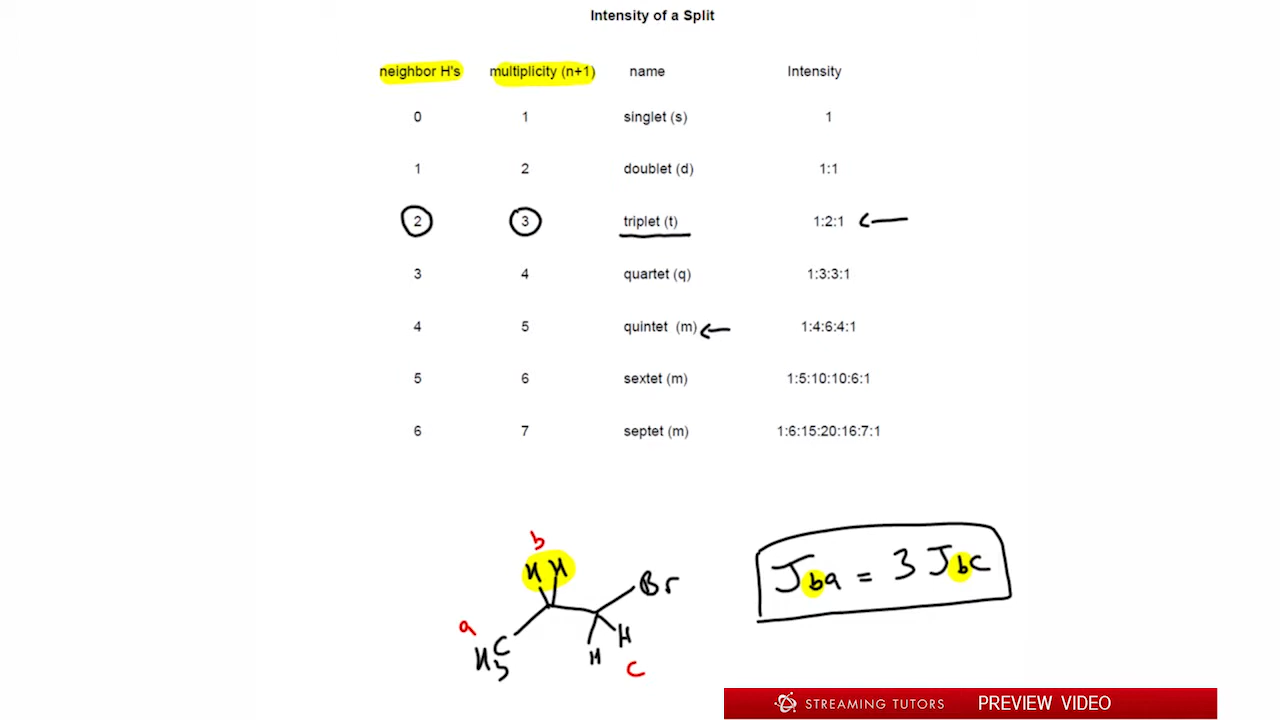 Intensity of a Split
neighbor H's multiplicity (n+1) name Intensity
0 1 singlet (s) 1
1 2 doublet (d) 1:1
2 3 triplet (t) 1:2:1
3 4 quartet (q) 1:3:3:1
4 5 quintet (m) 1:4:6:4:1
5 6 sextet (m) 1:5:10:10:6:1
6 7 septet (m) 1:6:15:20:16:7:1
b
H H
Br
a
H3C
H
H
c
Jba = 3 Jbc
STREAMING TUTORS PREVIEW VIDEO